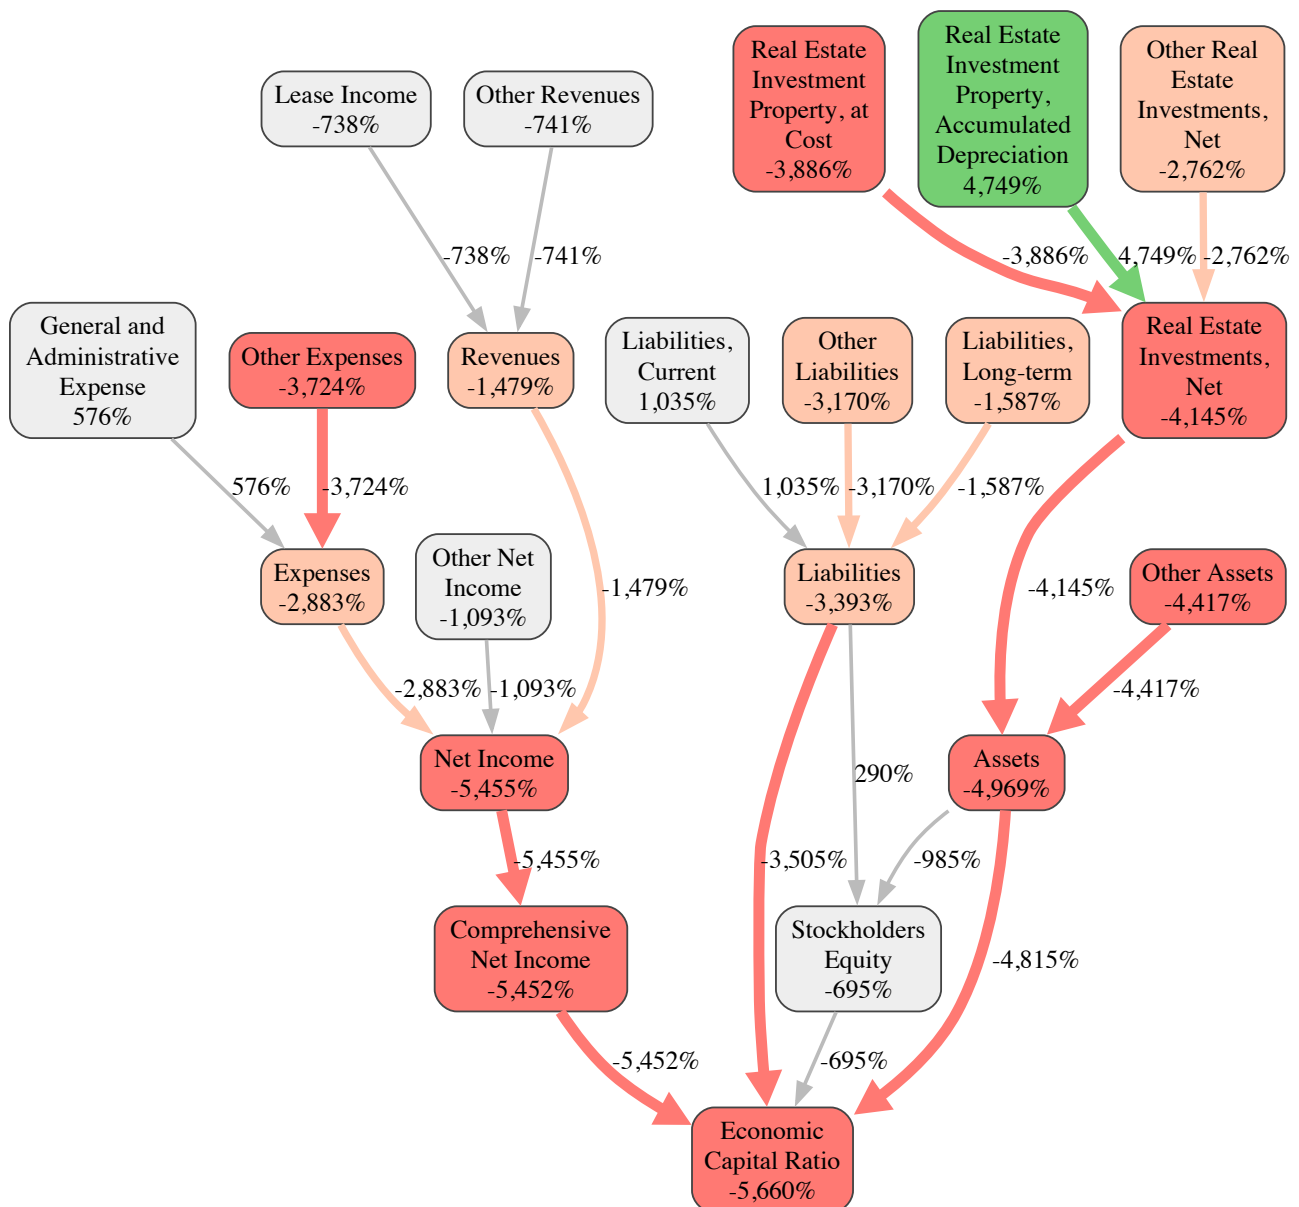 Real Estate
Investment
Property, at
Cost
-3,886%
Real Estate
Investment
Property,
Accumulated
Depreciation
4,749%
Other Real
Estate
Investments,
Net
-2,762%
Lease Income
-738%
Other Revenues
-741%
-738%
-741%
-3,886%
4,749%
-2,762%
General and
Administrative
Expense
576%
Other Expenses
-3,724%
Revenues
-1,479%
Liabilities,
Current
1,035%
Other
Liabilities
-3,170%
Liabilities,
Long-term
-1,587%
Real Estate
Investments,
Net
-4,145%
576%
-3,724%
1,035%
-3,170%
-1,587%
Expenses
-2,883%
Other Net
Income
-1,093%
-1,479%
Liabilities
-3,393%
-4,145%
Other Assets
-4,417%
-2,883%
-1,093%
-4,417%
Net Income
-5,455%
290%
Assets
-4,969%
-5,455%
-3,505%
-985%
Comprehensive
Net Income
-5,452%
Stockholders
Equity
-695%
-4,815%
-5,452%
-695%
Economic
Capital Ratio
-5,660%